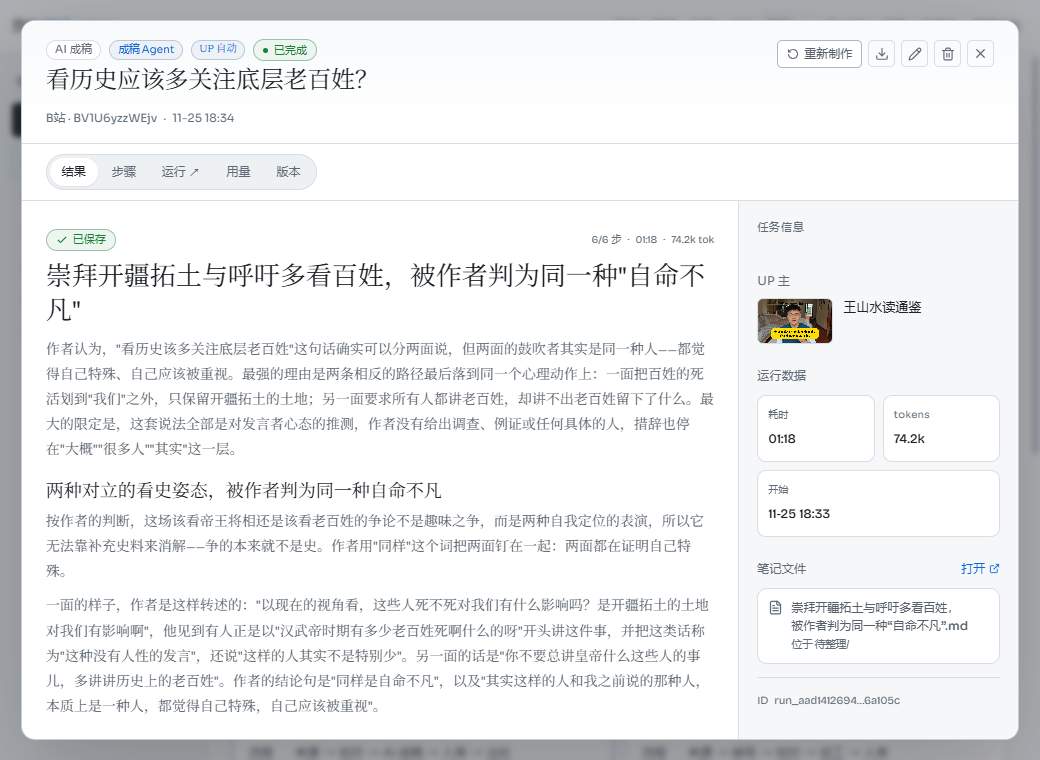 AI 成稿 成稿 Agent UP 自动 已完成
重新制作
看历史应该多关注底层老百姓？
B站 · BV1U6yzzWEjv · 11-25 18:34
结果 步骤 运行 ↗ 用量 版本
已保存
6/6 步 · 01:18 · 74.2k tok
崇拜开疆拓土与呼吁多看百姓，被作者判为同一种"自命不
凡"
作者认为，"看历史该多关注底层老百姓"这句话确实可以分两面说，但两面的鼓吹者其实是同一种人——都觉
得自己特殊、自己应该被重视。最强的理由是两条相反的路径最后落到同一个心理动作上：一面把百姓的死
活划到"我们"之外，只保留开疆拓土的土地；另一面要求所有人都讲老百姓，却讲不出老百姓留下了什么。最
大的限定是，这套说法全部是对发言者心态的推测，作者没有给出调查、例证或任何具体的人，措辞也停
在"大概""很多人""其实"这一层。
两种对立的看史姿态，被作者判为同一种自命不凡
按作者的判断，这场该看帝王将相还是该看老百姓的争论不是趣味之争，而是两种自我定位的表演，所以它
无法靠补充史料来消解——争的本来就不是史。作者用"同样"这个词把两面钉在一起：两面都在证明自己特
殊。
一面的样子，作者是这样转述的："以现在的视角看，这些人死不死对我们有什么影响吗？是开疆拓土的土地
对我们有影响啊"，他见到有人正是以"汉武帝时期有多少老百姓死啊什么的呀"开头讲这件事，并把这类话称
为"这种没有人性的发言"，还说"这样的人其实不是特别少"。另一面的话是"你不要总讲皇帝什么这些人的事
儿，多讲讲历史上的老百姓"。作者的结论句是"同样是自命不凡"，以及"其实这样的人和我之前说的那种人，
本质上是一种人，都觉得自己特殊，自己应该被重视"。
任务信息
UP 主
王山水读通鉴
运行数据
耗时
01:18
tokens
74.2k
开始
11-25 18:33
笔记文件
打开
崇拜开疆拓土与呼吁多看百姓，
被作者判为同一种“自命不凡”.md
位于 待整理/
ID run_aad1412694…6a105c